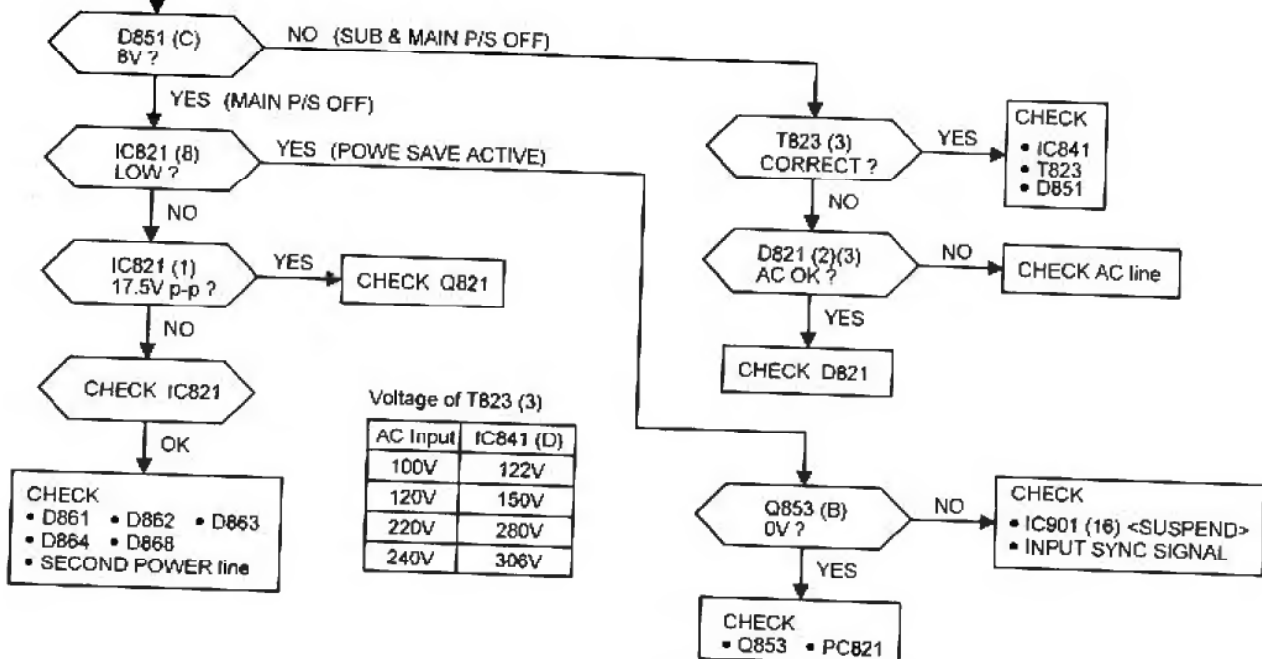 D851 (C)
8V ?
NO (SUB & MAIN P/S OFF)
YES (MAIN P/S OFF)
IC821 (8)
LOW ?
YES (POWE SAVE ACTIVE)
NO
IC821 (1)
17.5V p-p ?
YES
CHECK Q821
NO
CHECK IC821
OK
CHECK
• D861 • D862 • D863
• D864 • D868
• SECOND POWER line
Voltage of T823 (3)
AC Input IC841 (D)
100V 122V
120V 150V
220V 280V
240V 306V
T823 (3)
CORRECT ?
YES
CHECK
• IC841
• T823
• D851
NO
D821 (2)(3)
AC OK ?
NO
CHECK AC line
YES
CHECK D821
Q853 (B)
0V ?
NO
CHECK
• IC901 (16) <SUSPEND>
• INPUT SYNC SIGNAL
YES
CHECK
• Q853 • PC821